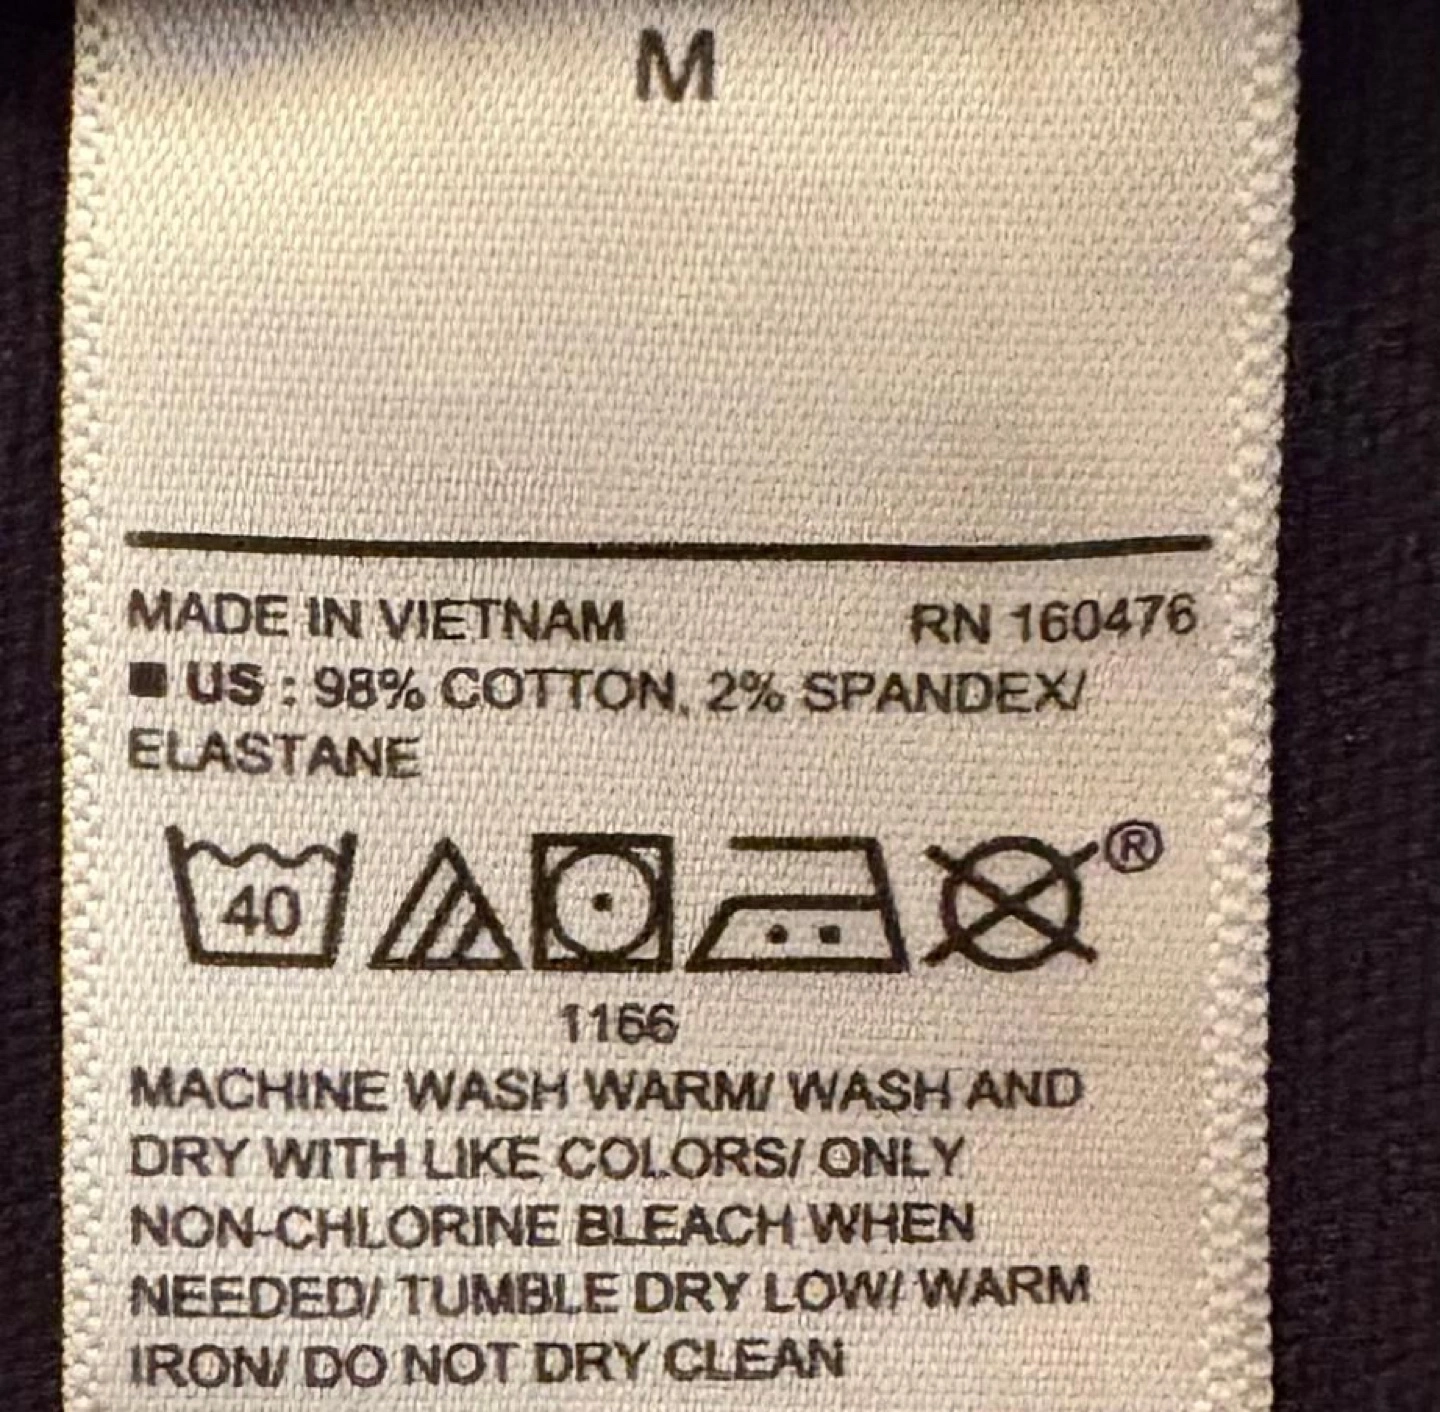 M
MADE IN VIETNAM RN 160476
■ US : 98% COTTON, 2% SPANDEX/
ELASTANE
40 ®
1166
MACHINE WASH WARM/ WASH AND
DRY WITH LIKE COLORS/ ONLY
NON-CHLORINE BLEACH WHEN
NEEDED/ TUMBLE DRY LOW/ WARM
IRON/ DO NOT DRY CLEAN